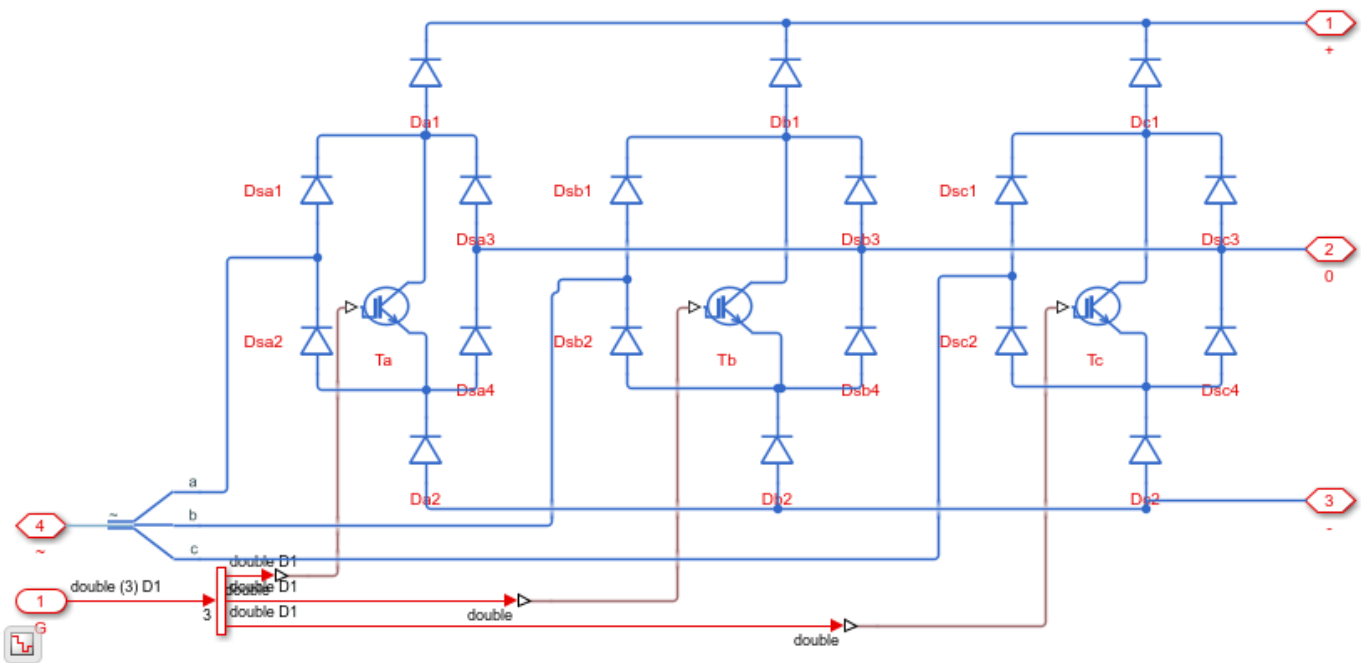 1
+
Da1
Db1
Dc1
Dsa1
Dsb1
Dsc1
Dsa3
Dsb3
Dsc3
2
0
Dsa2
Ta
Dsb2
Tb
Dsc2
Tc
Dsa4
Dsb4
Dsc4
Da2
Db2
Dc2
3
-
a
~
b
4
~
c
double D1
double (3) D1
double D1
double
1
3
double D1
double
G
double